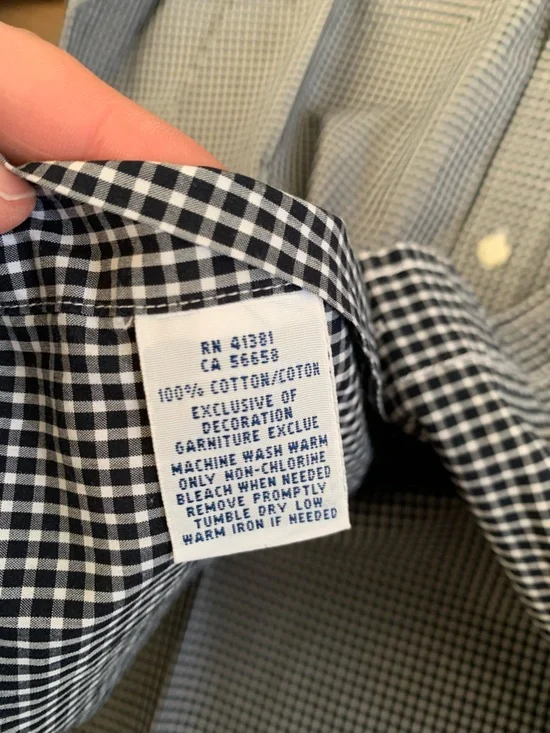 RN 41381
CA 56658
100% COTTON/COTON
EXCLUSIVE OF
DECORATION
GARNITURE EXCLUE
MACHINE WASH WARM
ONLY NON-CHLORINE
BLEACH WHEN NEEDED
REMOVE PROMPTLY
TUMBLE DRY LOW
WARM IRON IF NEEDED